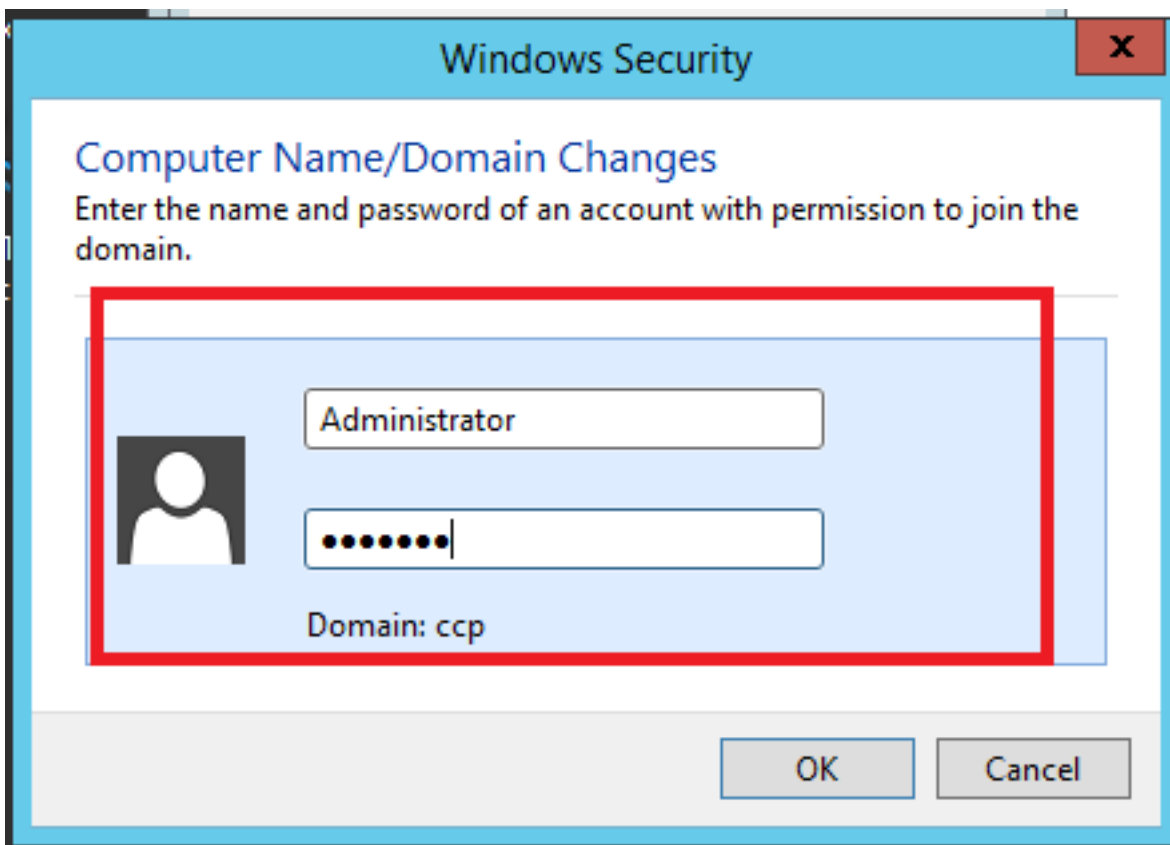 Windows Security
x
Computer Name/Domain Changes
Enter the name and password of an account with permission to join the
domain.
Administrator
•••••••
Domain: ccp
OK
Cancel